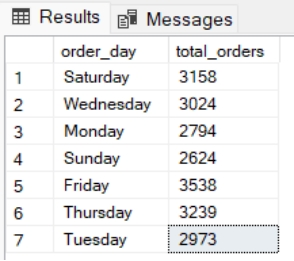 Results Messages
order_day total_orders
1 Saturday 3158
2 Wednesday 3024
3 Monday 2794
4 Sunday 2624
5 Friday 3538
6 Thursday 3239
7 Tuesday 2973